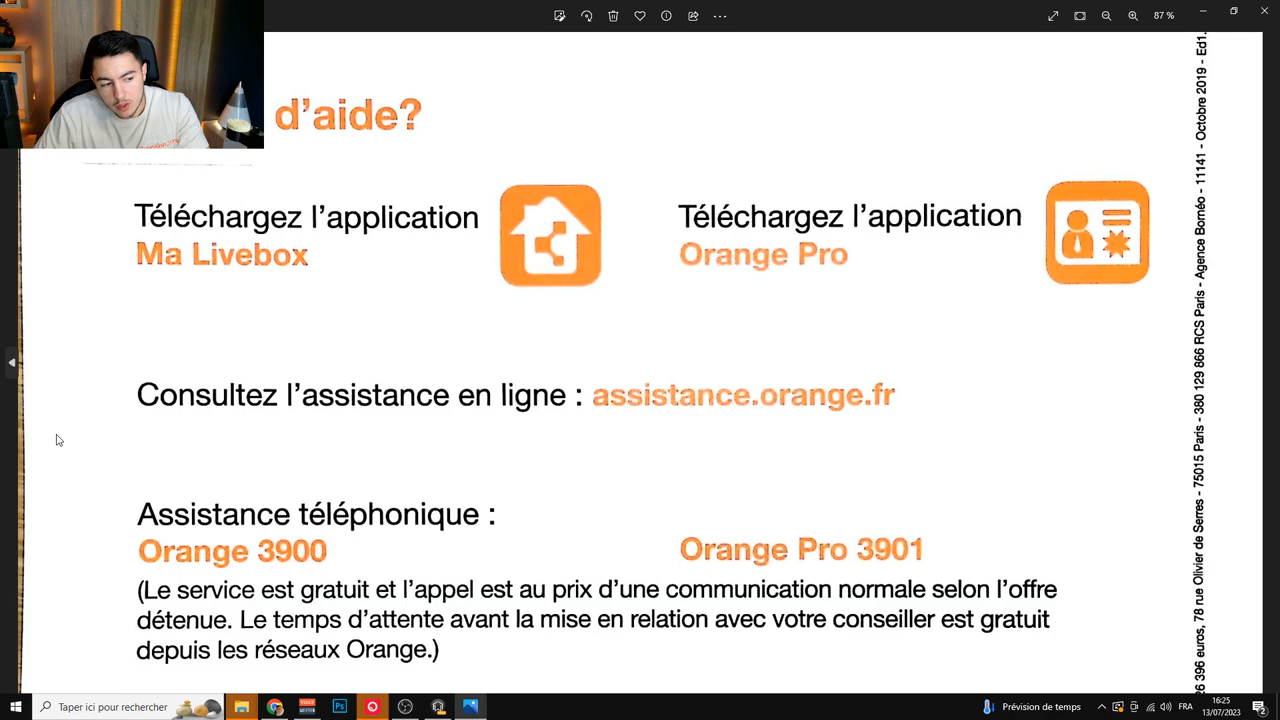 87 %
d'aide?
Téléchargez l'application
Ma Livebox
Téléchargez l'application
Orange Pro
Consultez l'assistance en ligne : assistance.orange.fr
Assistance téléphonique :
Orange 3900
Orange Pro 3901
(Le service est gratuit et l'appel est au prix d'une communication normale selon l'offre
détenue. Le temps d'attente avant la mise en relation avec votre conseiller est gratuit
depuis les réseaux Orange.)
26 396 euros, 78 rue Olivier de Serres - 75015 Paris - 380 129 866 RCS Paris - Agence Bornéo - 11141 - Octobre 2019 - Ed1.
Taper ici pour rechercher
Ps
Prévision de temps
FRA
16:25
13/07/2023
2